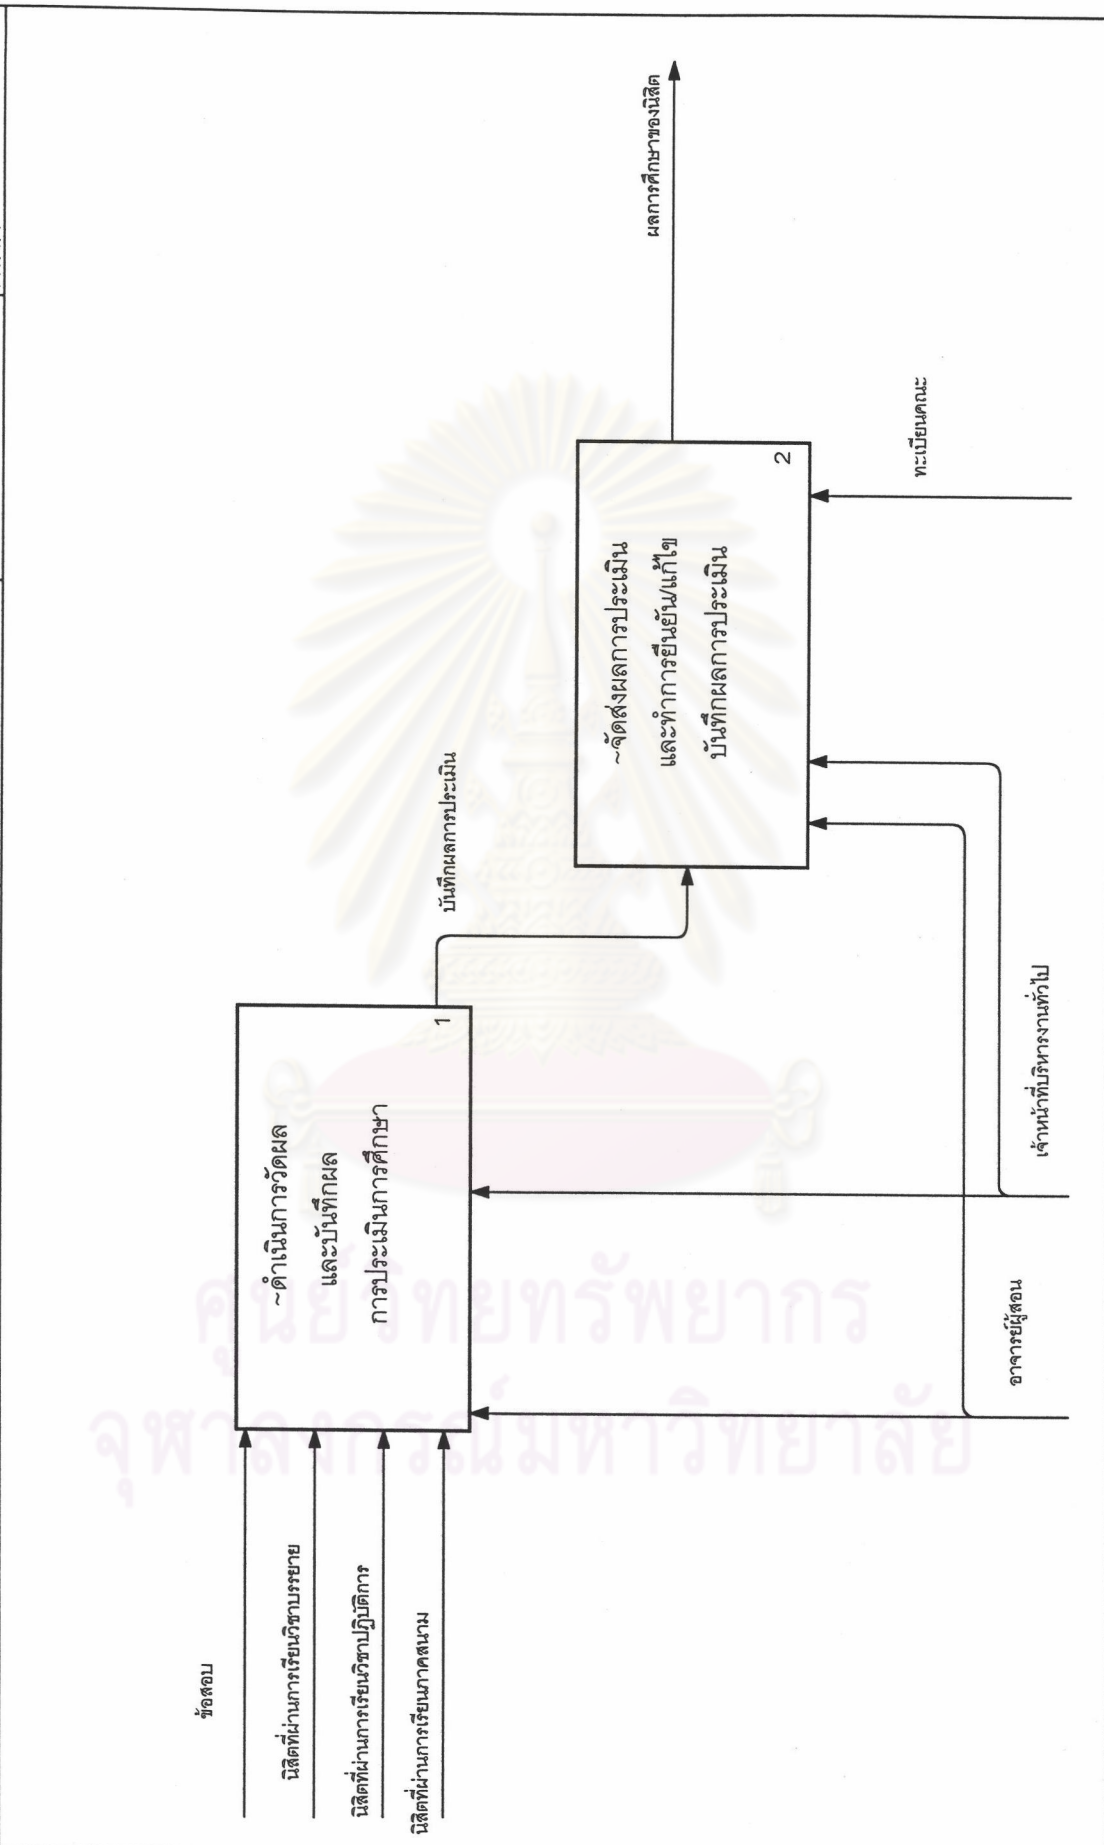 ข้อสอบ
นิสิตที่ผ่านการเรียนวิชาบรรยาย
นิสิตที่ผ่านการเรียนวิชาปฏิบัติการ
นิสิตที่ผ่านการเรียนภาคสนาม
~ดำเนินการวัดผล
และบันทึกผล
การประเมินการศึกษา
1
บันทึกผลการประเมิน
~จัดส่งผลการประเมิน
และทำการยืนยัน/แก้ไข
บันทึกผลการประเมิน
2
ผลการศึกษาของนิสิต
อาจารย์ผู้สอน
เจ้าหน้าที่บริหารงานทั่วไป
ทะเบียนคณะ
ศูนย์วิทยทรัพยากร
จุฬาลงกรณ์มหาวิทยาลัย